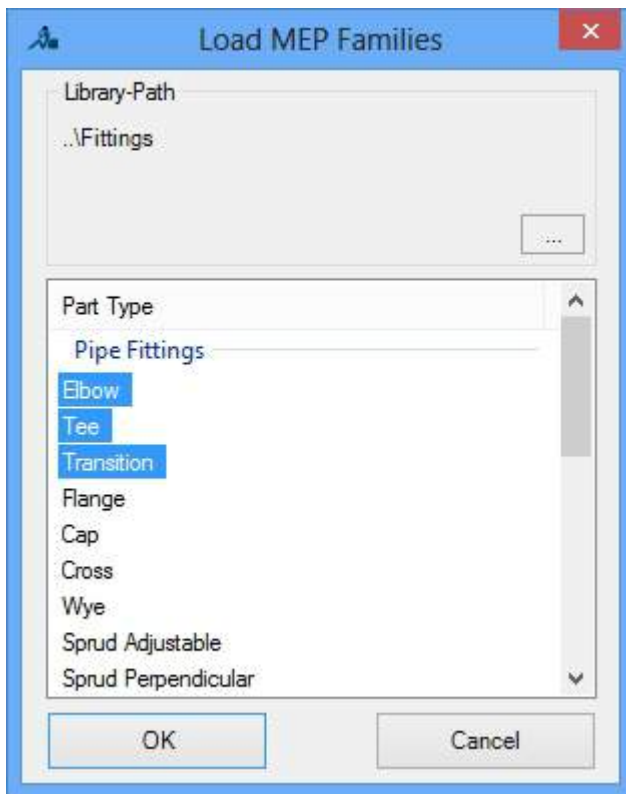 Load MEP Families
Library-Path
..\Fittings
...
Part Type
Pipe Fittings
Elbow
Tee
Transition
Flange
Cap
Cross
Wye
Sprud Adjustable
Sprud Perpendicular
OK Cancel